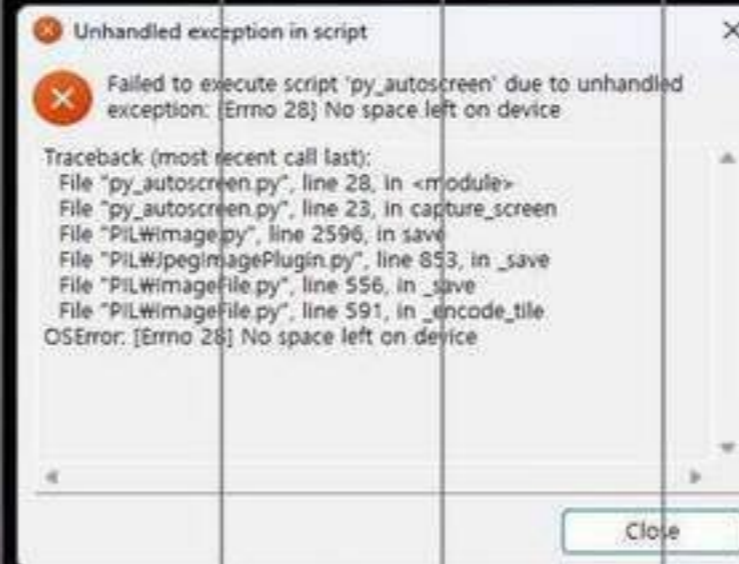 Unhandled exception in script
Failed to execute script 'py_autoscreen' due to unhandled
exception: [Errno 28] No space left on device
Traceback (most recent call last):
File "py_autoscreen.py", line 28, in <module>
File "py_autoscreen.py", line 23, in capture_screen
File "PIL₩Image.py", line 2596, in save
File "PIL₩JpegImagePlugin.py", line 853, in _save
File "PIL₩ImageFile.py", line 556, in _save
File "PIL₩ImageFile.py", line 591, in _encode_tile
OSError: [Errno 28] No space left on device
Close